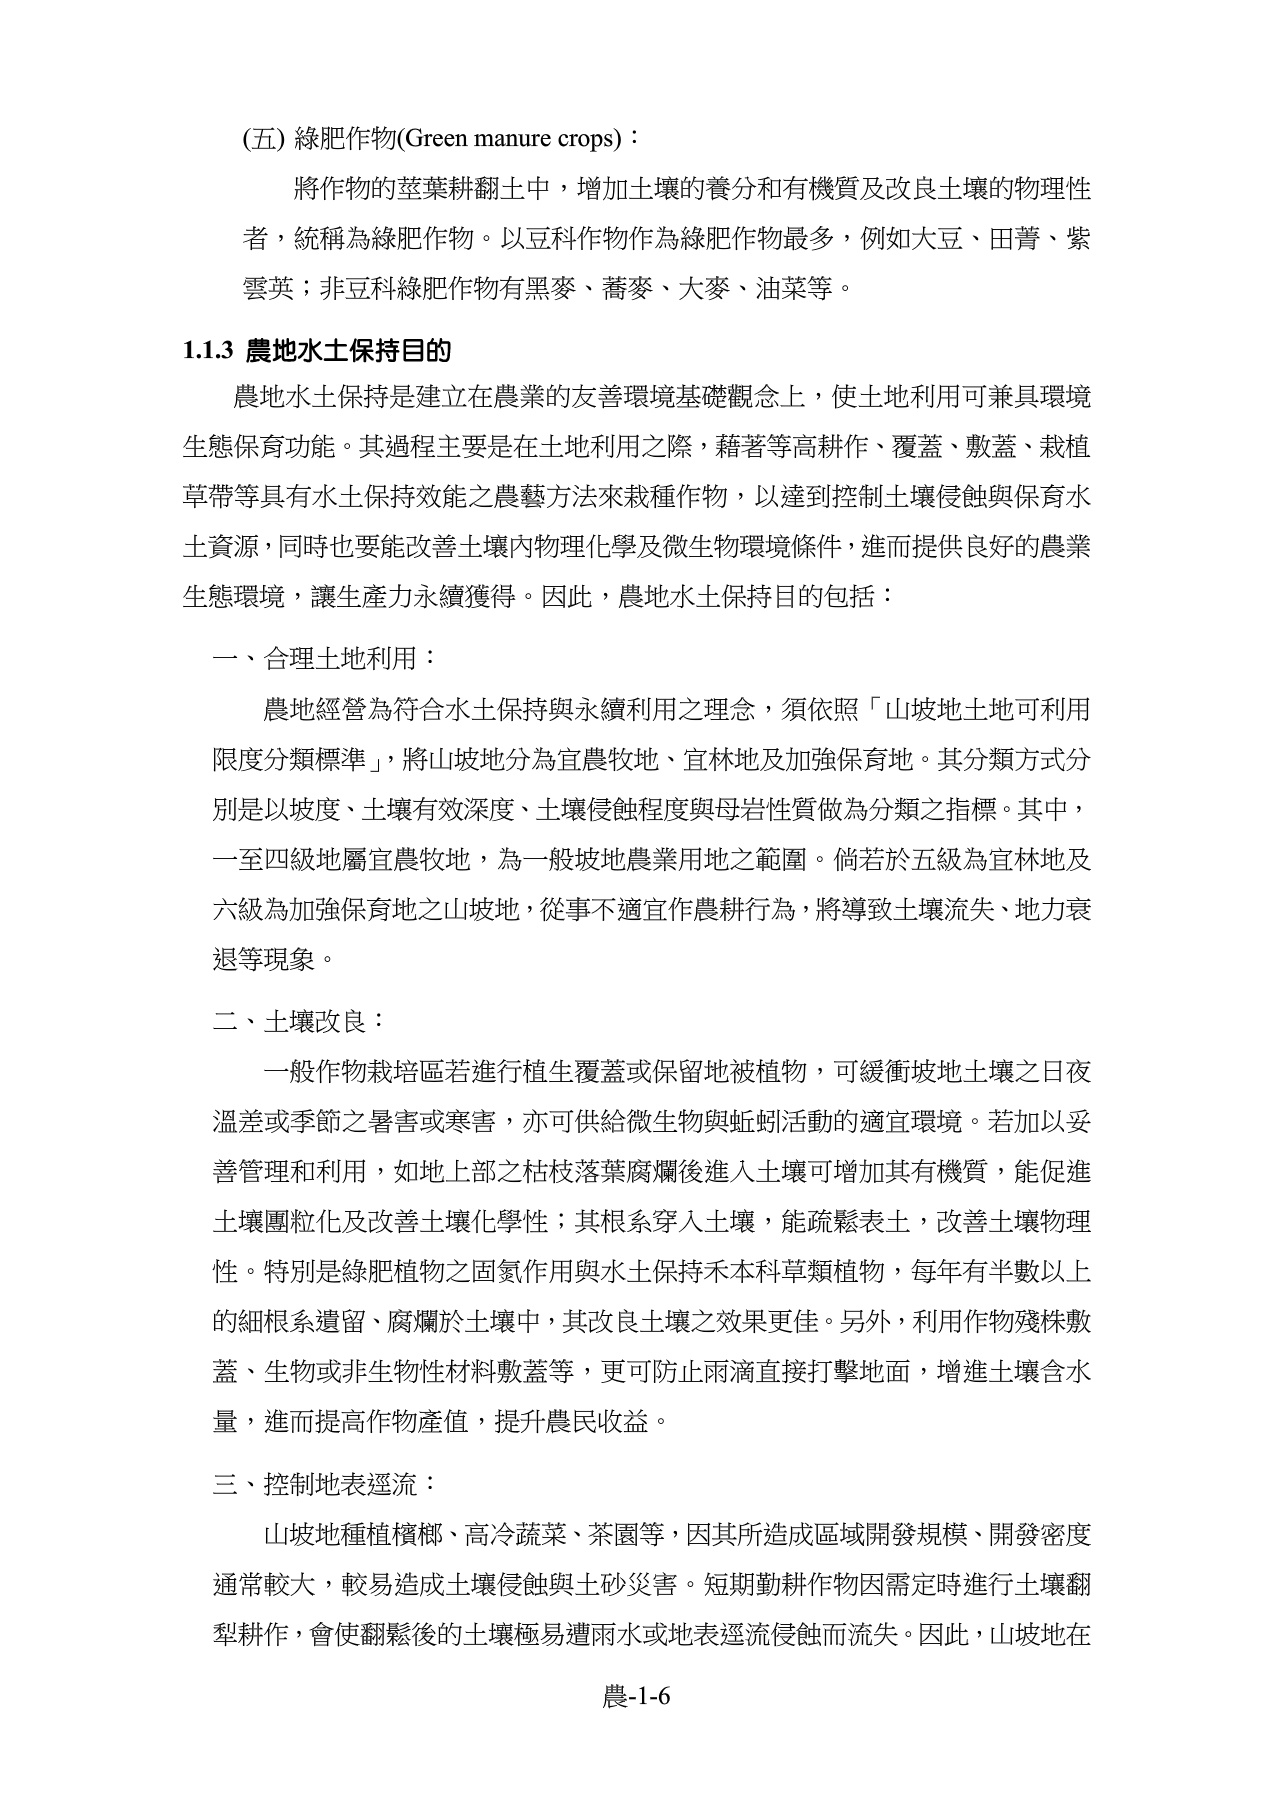 (五) 綠肥作物(Green manure crops)：
將作物的莖葉耕翻土中，增加土壤的養分和有機質及改良土壤的物理性
者，統稱為綠肥作物。以豆科作物作為綠肥作物最多，例如大豆、田菁、紫
雲英；非豆科綠肥作物有黑麥、蕎麥、大麥、油菜等。
1.1.3 農地水土保持目的
農地水土保持是建立在農業的友善環境基礎觀念上，使土地利用可兼具環境
生態保育功能。其過程主要是在土地利用之際，藉著等高耕作、覆蓋、敷蓋、栽植
草帶等具有水土保持效能之農藝方法來栽種作物，以達到控制土壤侵蝕與保育水
土資源，同時也要能改善土壤內物理化學及微生物環境條件，進而提供良好的農業
生態環境，讓生產力永續獲得。因此，農地水土保持目的包括：
一、合理土地利用：
農地經營為符合水土保持與永續利用之理念，須依照「山坡地土地可利用
限度分類標準」，將山坡地分為宜農牧地、宜林地及加強保育地。其分類方式分
別是以坡度、土壤有效深度、土壤侵蝕程度與母岩性質做為分類之指標。其中，
一至四級地屬宜農牧地，為一般坡地農業用地之範圍。倘若於五級為宜林地及
六級為加強保育地之山坡地，從事不適宜作農耕行為，將導致土壤流失、地力衰
退等現象。
二、土壤改良：
一般作物栽培區若進行植生覆蓋或保留地被植物，可緩衝坡地土壤之日夜
溫差或季節之暑害或寒害，亦可供給微生物與蚯蚓活動的適宜環境。若加以妥
善管理和利用，如地上部之枯枝落葉腐爛後進入土壤可增加其有機質，能促進
土壤團粒化及改善土壤化學性；其根系穿入土壤，能疏鬆表土，改善土壤物理
性。特別是綠肥植物之固氮作用與水土保持禾本科草類植物，每年有半數以上
的細根系遺留、腐爛於土壤中，其改良土壤之效果更佳。另外，利用作物殘株敷
蓋、生物或非生物性材料敷蓋等，更可防止雨滴直接打擊地面，增進土壤含水
量，進而提高作物產值，提升農民收益。
三、控制地表逕流：
山坡地種植檳榔、高冷蔬菜、茶園等，因其所造成區域開發規模、開發密度
通常較大，較易造成土壤侵蝕與土砂災害。短期勤耕作物因需定時進行土壤翻
犁耕作，會使翻鬆後的土壤極易遭雨水或地表逕流侵蝕而流失。因此，山坡地在
農-1-6